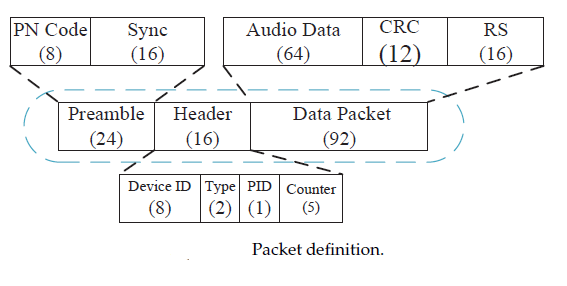 PN Code Sync Audio Data CRC RS
(8) (16) (64) (12) (16)
Preamble Header Data Packet
(24) (16) (92)
Device ID Type PID Counter
(8) (2) (1) (5)
Packet definition.